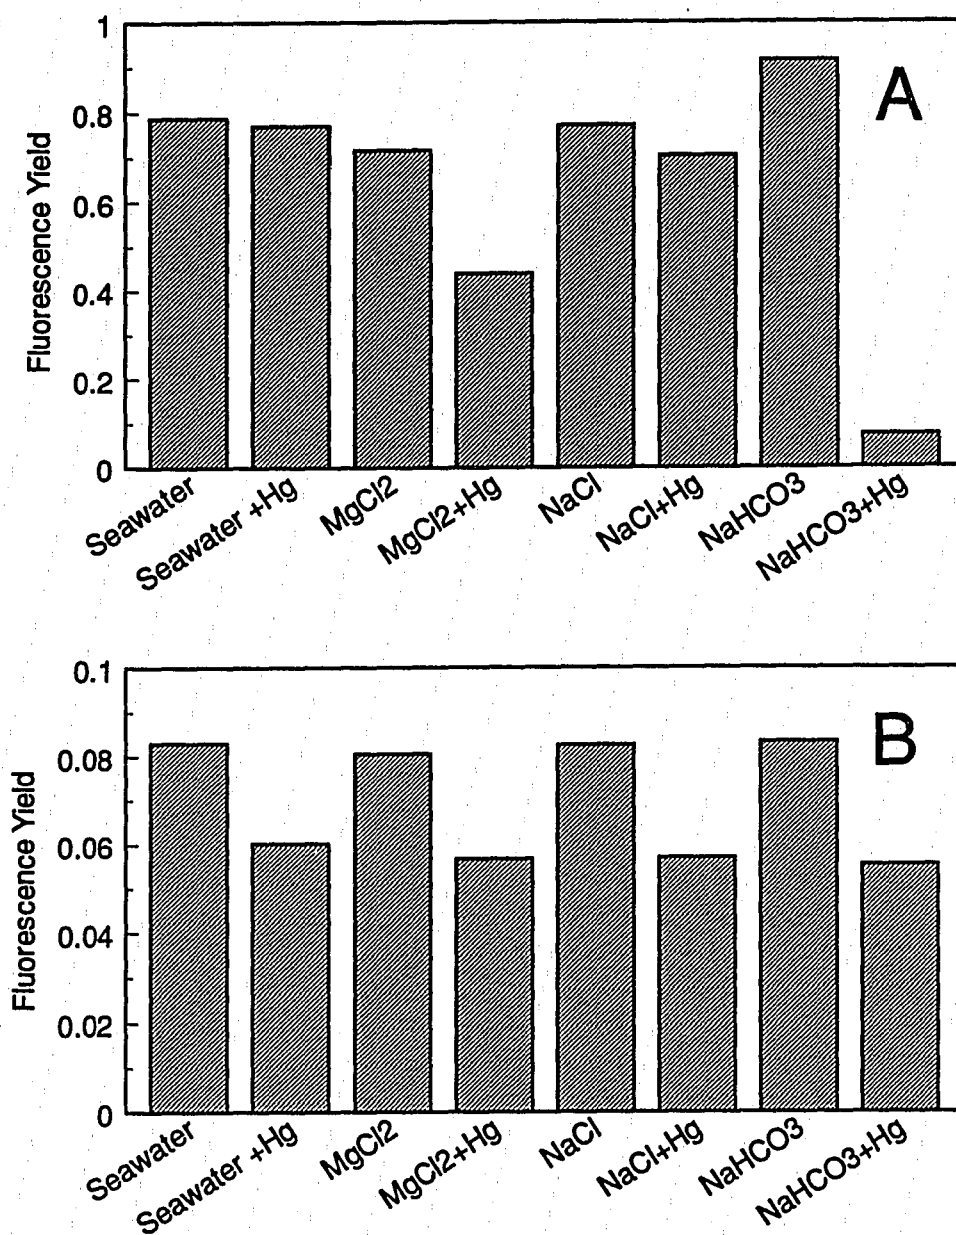 A
Fluorescence Yield
1
0.8
0.6
0.4
0.2
0
Seawater
Seawater +Hg
MgCl2
MgCl2+Hg
NaCl
NaCl+Hg
NaHCO3
NaHCO3+Hg
B
Fluorescence Yield
0.1
0.08
0.06
0.04
0.02
0
Seawater
Seawater +Hg
MgCl2
MgCl2+Hg
NaCl
NaCl+Hg
NaHCO3
NaHCO3+Hg